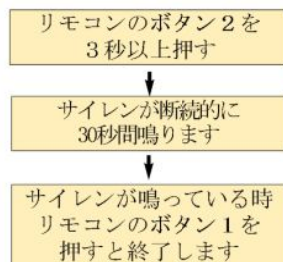 リモコンのボタン２を
３秒以上押す
サイレンが断続的に
30秒間鳴ります
サイレンが鳴っている時
リモコンのボタン１を
押すと終了します